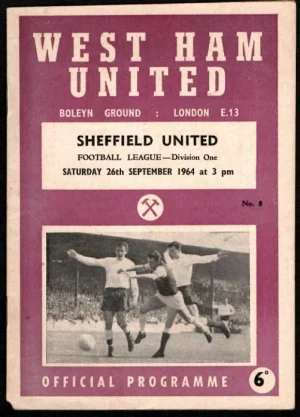 WEST HAM
UNITED
BOLEYN GROUND : LONDON E.13
SHEFFIELD UNITED
FOOTBALL LEAGUE—Division One
SATURDAY 26th SEPTEMBER 1964 at 3 pm
No. 8
OFFICIAL PROGRAMME
6D